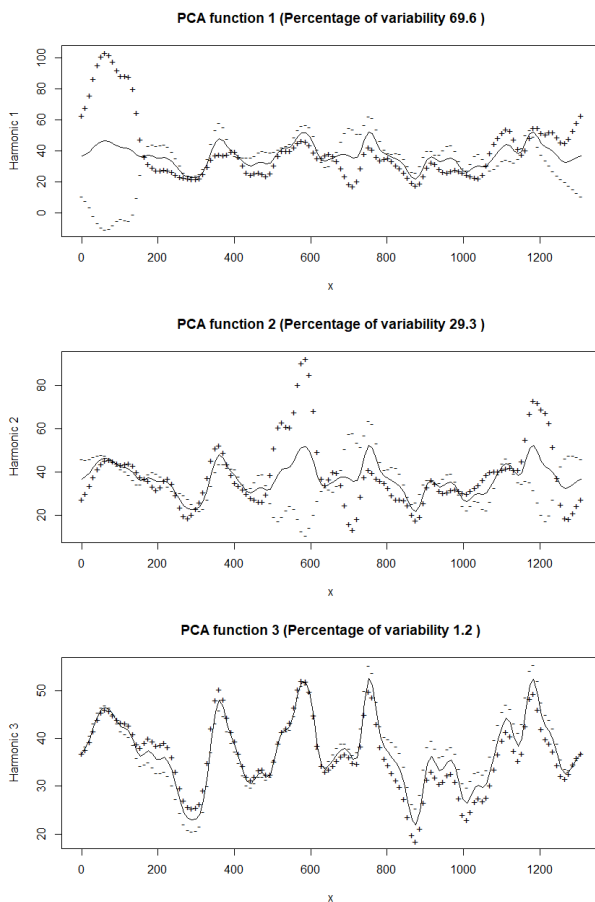 PCA function 1 (Percentage of variability 69.6 )
Harmonic 1
100
80
60
40
20
0
0 200 400 600 800 1000 1200
x
PCA function 2 (Percentage of variability 29.3 )
Harmonic 2
80
60
40
20
0 200 400 600 800 1000 1200
x
PCA function 3 (Percentage of variability 1.2 )
Harmonic 3
50
40
30
20
0 200 400 600 800 1000 1200
x